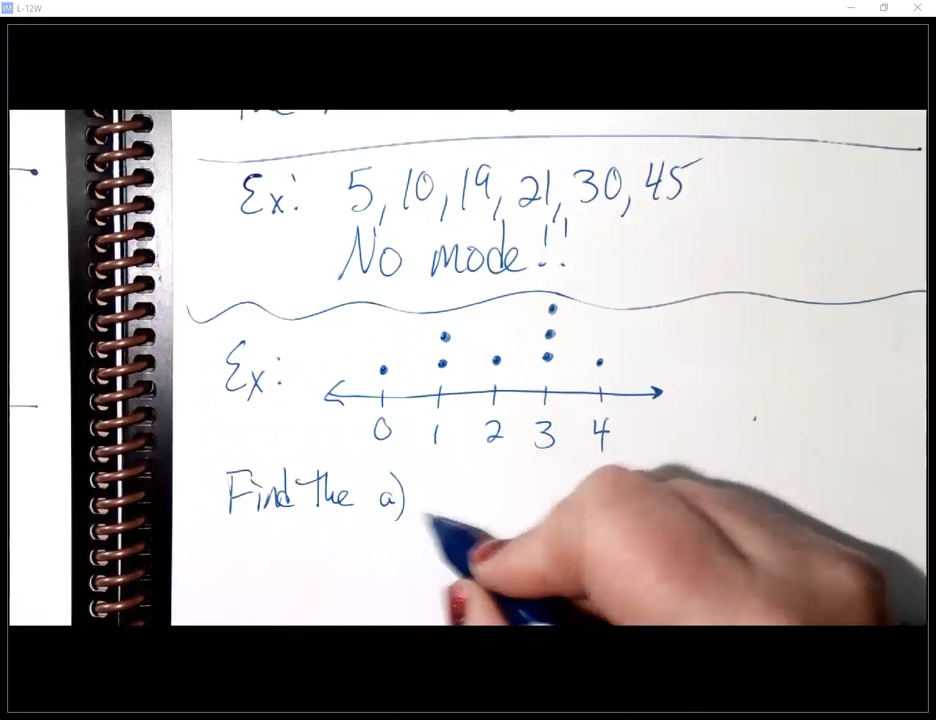 L-12W
Ex: 5, 10, 19, 21, 30, 45
No mode!!
Ex:
0 1 2 3 4
Find the a)